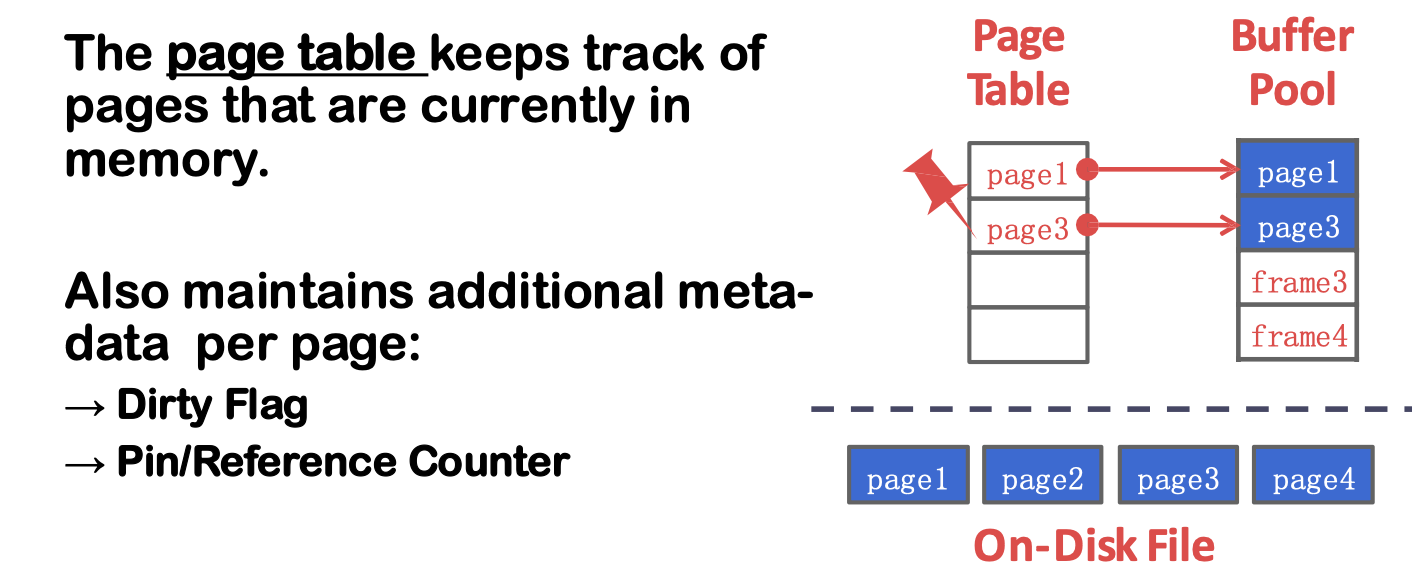 The page table keeps track of
pages that are currently in
memory.
Also maintains additional meta-
data per page:
→ Dirty Flag
→ Pin/Reference Counter
Page
Table
Buffer
Pool
page1
page3
page1
page3
frame3
frame4
page1 page2 page3 page4
On-Disk File